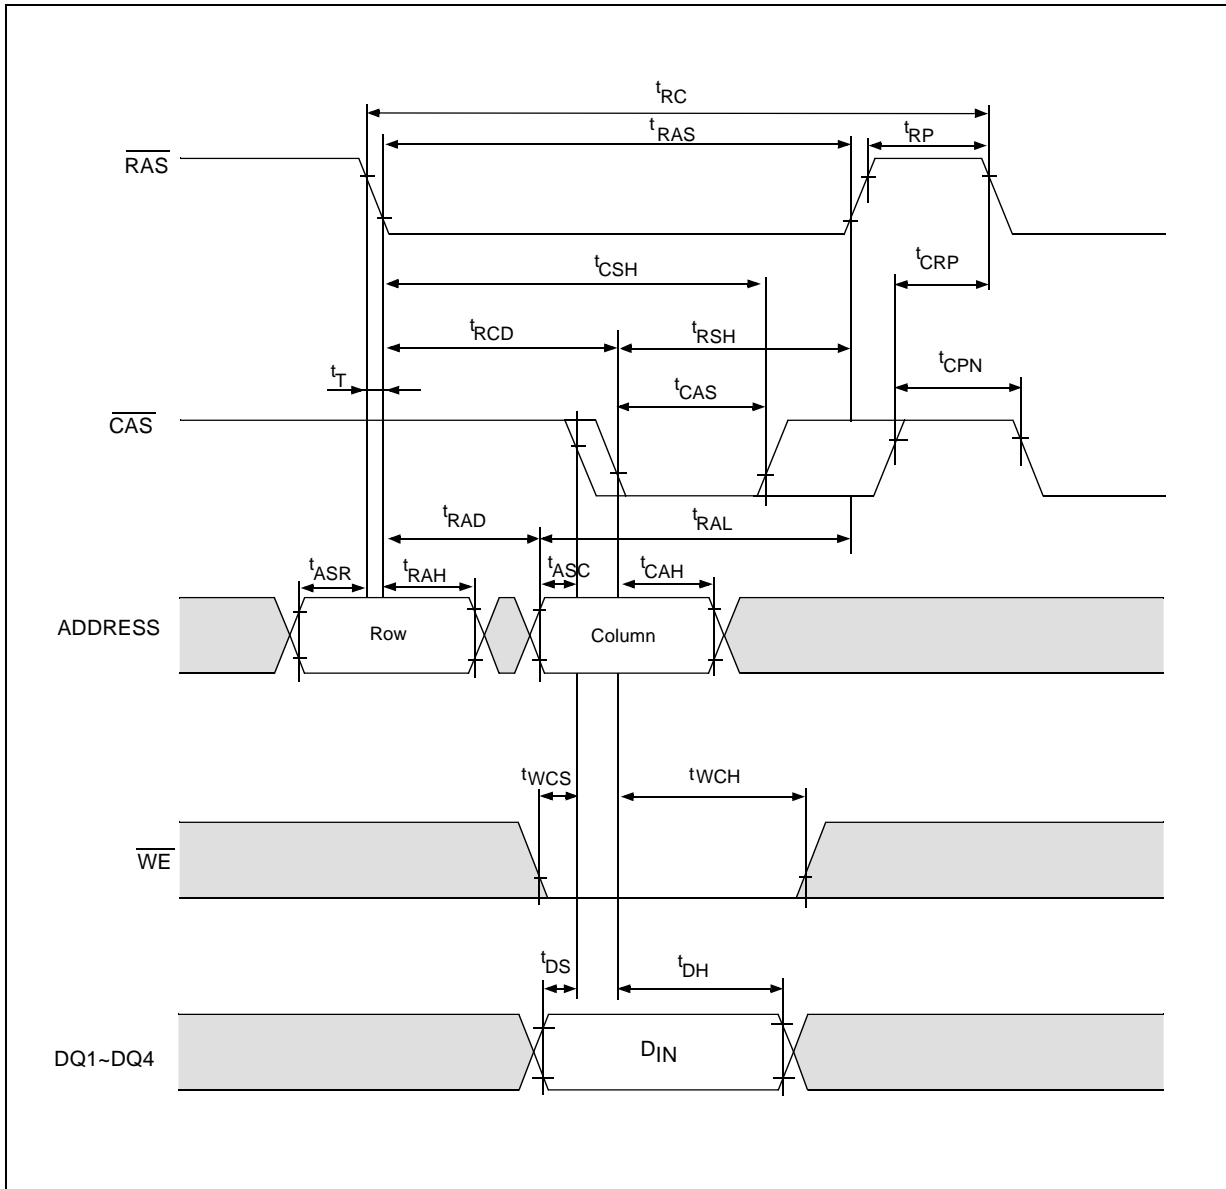 tRC
tRAS
tRP
RAS
tCSH
tCRP
tRCD
tRSH
tT
tCAS
tCPN
CAS
tRAD
tRAL
tASR
tRAH
tASC
tCAH
ADDRESS
Row
Column
tWCS
tWCH
WE
tDS
tDH
DQ1~DQ4
DIN